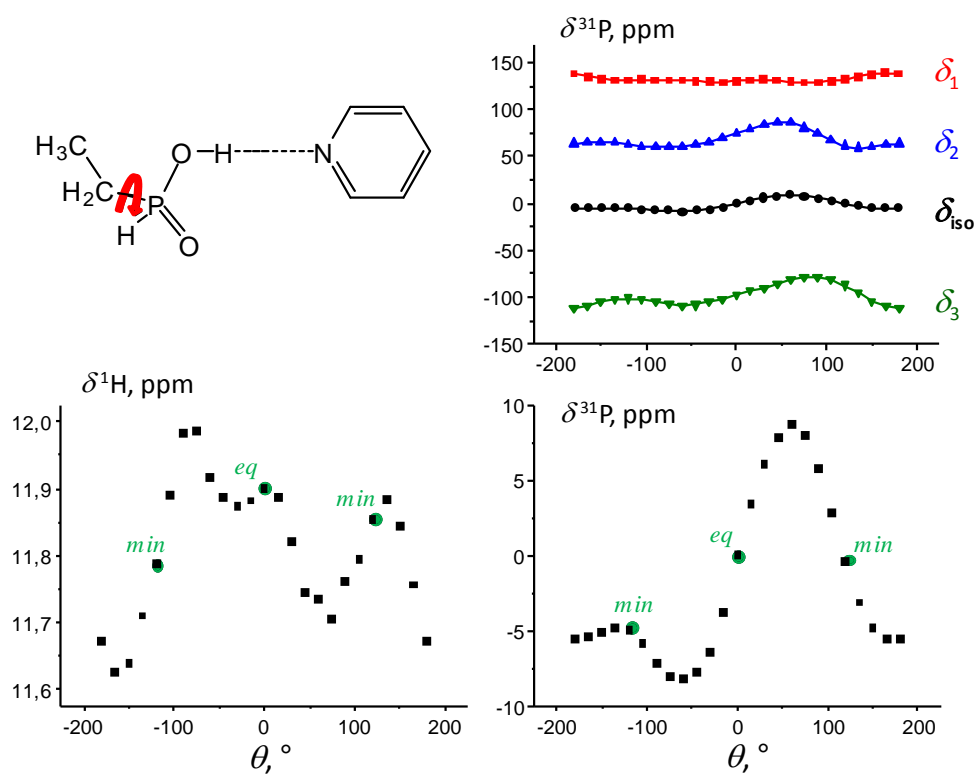 H₃C
H₂C
P
H
O
O
H
N
δ³¹P, ppm
150
100
50
0
-50
-100
-150
-200
-100
0
100
200
δ₁
δ₂
δiso
δ₃
δ¹H, ppm
12,0
11,9
11,8
11,7
11,6
-200
-100
0
100
200
min
eq
min
θ, °
δ³¹P, ppm
10
5
0
-5
-10
-200
-100
0
100
200
min
eq
min
θ, °